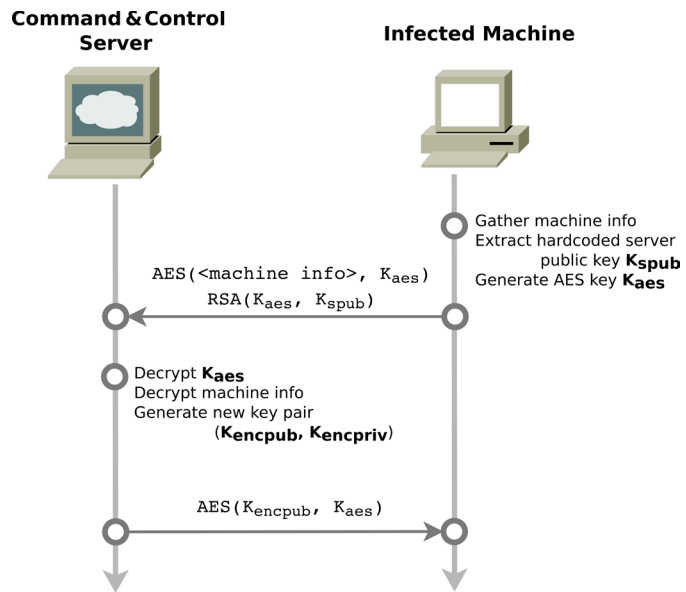 Command & Control
Server
Infected Machine
Gather machine info
Extract hardcoded server
public key Kspub
Generate AES key Kaes
AES(<machine info>, Kaes)
RSA(Kaes, Kspub)
Decrypt Kaes
Decrypt machine info
Generate new key pair
(Kencpub, Kencpriv)
AES(Kencpub, Kaes)